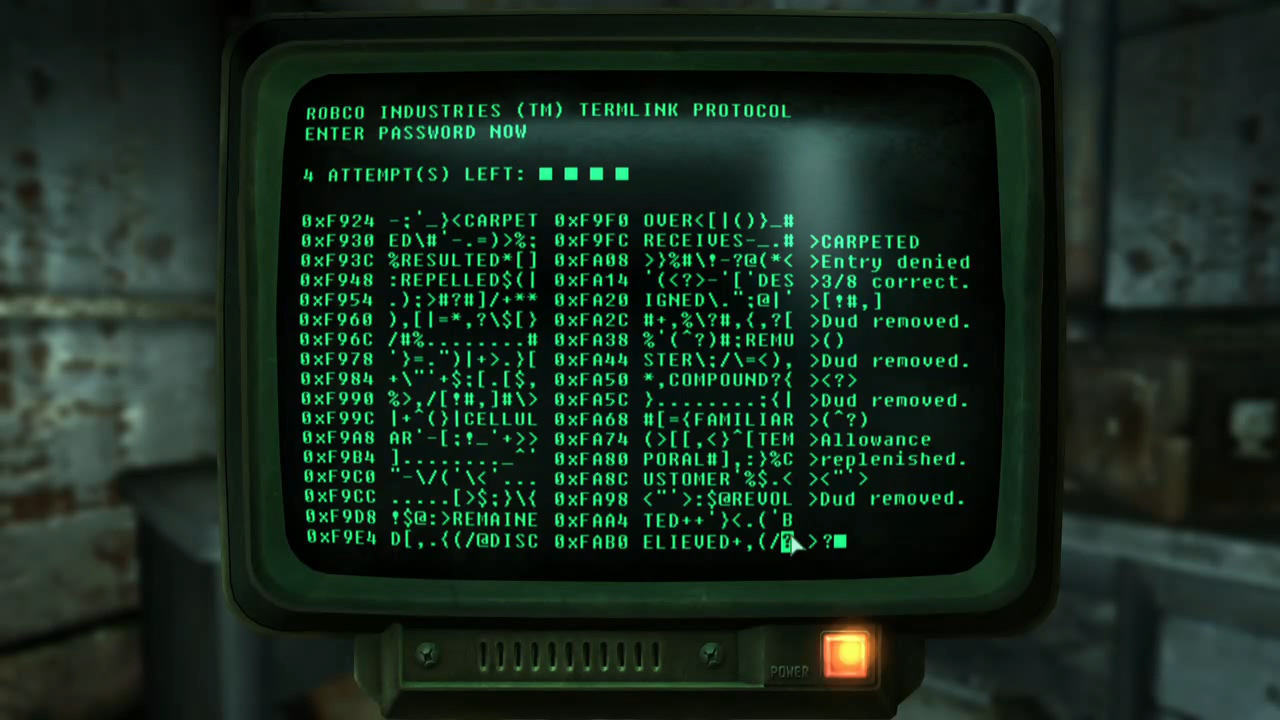 ROBCO INDUSTRIES (TM) TERMLINK PROTOCOL
ENTER PASSWORD NOW
4 ATTEMPT(S) LEFT: ■ ■ ■ ■
0xF924 -;'_}<CARPET 0xF9F0 OVER<[|()}_#
0xF930 ED\#'-.=)>%; 0xF9FC RECEIVES-_.# >CARPETED
0xF93C %RESULTED*[] 0xFA08 >}%#\!-?@(*< >Entry denied
0xF948 :REPELLED$(| 0xFA14 '(<?>-'['DES >3/8 correct.
0xF954 .);>#?#]/+** 0xFA20 IGNED\.";@|' >[!#,]
0xF960 ),[|=*,?\$[} 0xFA2C #+,%\?#,{,?[ >Dud removed.
0xF96C /#%........# 0xFA38 %'(^?)#;REMU >()
0xF978 '}=.")|+>.}[ 0xFA44 STER\;/\=<), >Dud removed.
0xF984 +\"'+$;[.[$, 0xFA50 *,COMPOUND?{ ><?>
0xF990 %>,/[!#,]#\> 0xFA5C }........;{| >Dud removed.
0xF99C |+^(}|CELLUL 0xFA68 #[={FAMILIAR >(^?)
0xF9A8 AR'-[:!_'+>> 0xFA74 (>[[,<}^[TEM >Allowance
0xF9B4 ]........_^' 0xFA80 PORAL#],:}%C >replenished.
0xF9C0 "-\/('\<'... 0xFA8C USTOMER'%$.< ><"'>
0xF9CC .....[>$;}\{ 0xFA98 <"'>:$@REVOL >Dud removed.
0xF9D8 !$@:>REMAINE 0xFAA4 TED++'}<.('B
0xF9E4 D[,.{(/@DISC 0xFAB0 ELIEVED+,(/? >?■
POWER